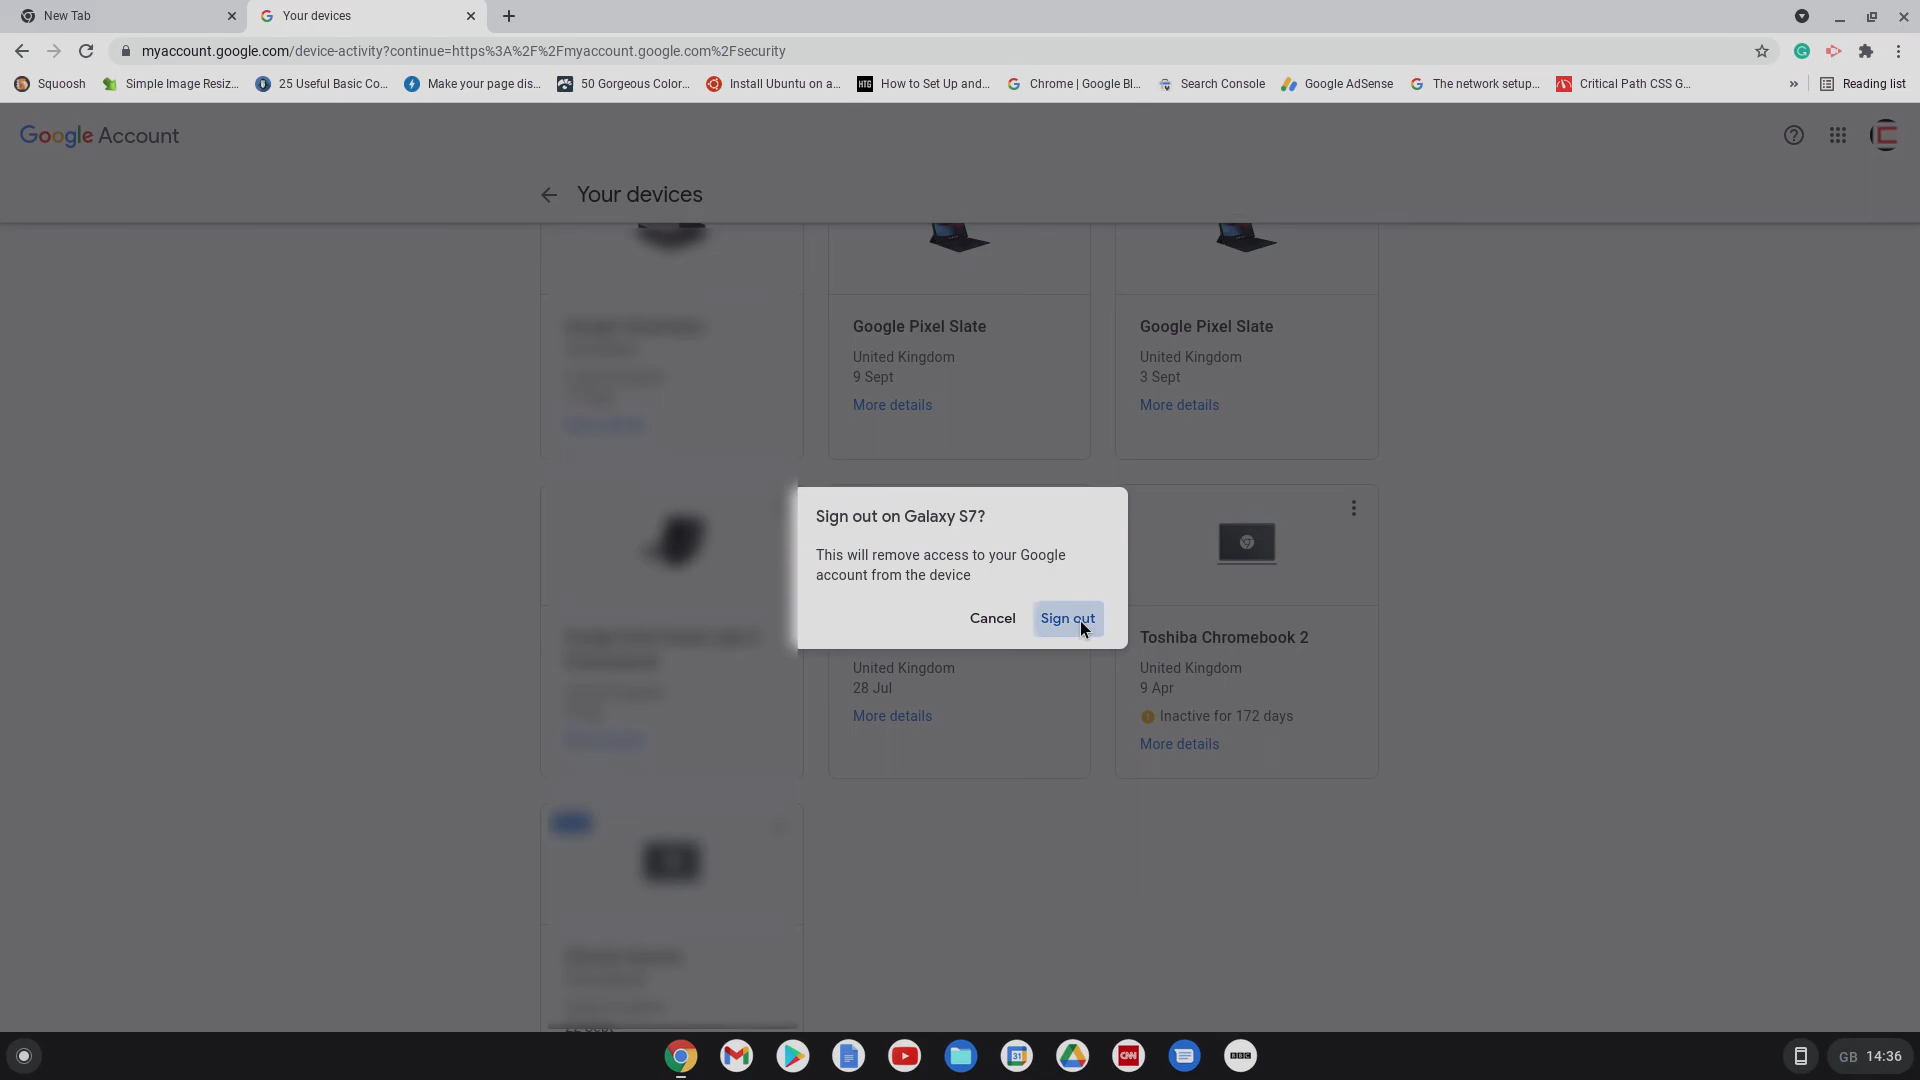 New Tab
Your devices
myaccount.google.com/device-activity?continue=https%3A%2F%2Fmyaccount.google.com%2Fsecurity
Squoosh
Simple Image Resiz...
25 Useful Basic Co...
Make your page dis...
50 Gorgeous Color...
Install Ubuntu on a...
HTG
How to Set Up and...
Chrome | Google Bl...
Search Console
Google AdSense
The network setup...
Critical Path CSS G...
»
Reading list
Google Account
Your devices
Google Pixel Slate
United Kingdom
9 Sept
More details
Google Pixel Slate
United Kingdom
3 Sept
More details
Sign out on Galaxy S7?
This will remove access to your Google
account from the device
Cancel
Sign out
United Kingdom
28 Jul
More details
Toshiba Chromebook 2
United Kingdom
9 Apr
Inactive for 172 days
More details
31
CNN
BBC
GB 14:36